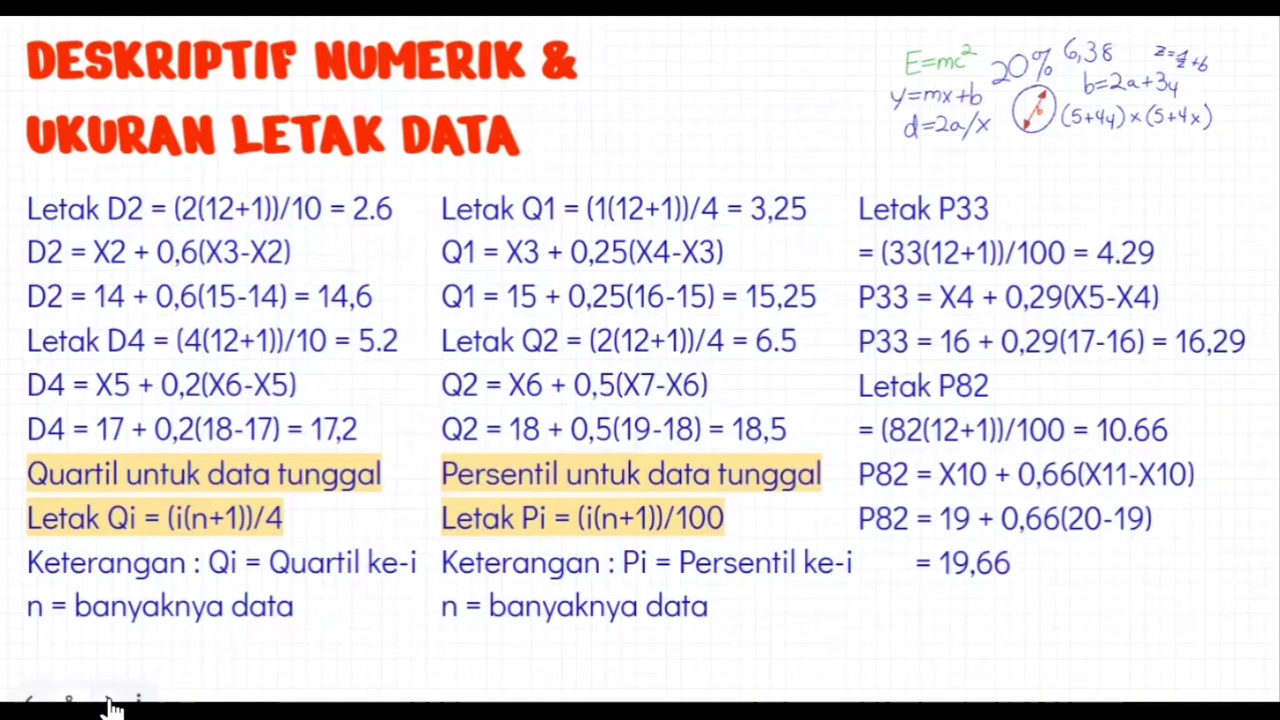 DESKRIPTIF NUMERIK &
UKURAN LETAK DATA
E=mc²
20%
6,38
y=mx+b
b=2a+3y
d=2a/x
(5+4y)×(5+4x)
Letak D2 = (2(12+1))/10 = 2.6
D2 = X2 + 0,6(X3-X2)
D2 = 14 + 0,6(15-14) = 14,6
Letak D4 = (4(12+1))/10 = 5.2
D4 = X5 + 0,2(X6-X5)
D4 = 17 + 0,2(18-17) = 17,2
Quartil untuk data tunggal
Letak Qi = (i(n+1))/4
Keterangan : Qi = Quartil ke-i
n = banyaknya data
Letak Q1 = (1(12+1))/4 = 3,25
Q1 = X3 + 0,25(X4-X3)
Q1 = 15 + 0,25(16-15) = 15,25
Letak Q2 = (2(12+1))/4 = 6.5
Q2 = X6 + 0,5(X7-X6)
Q2 = 18 + 0,5(19-18) = 18,5
Persentil untuk data tunggal
Letak Pi = (i(n+1))/100
Keterangan : Pi = Persentil ke-i
n = banyaknya data
Letak P33
= (33(12+1))/100 = 4.29
P33 = X4 + 0,29(X5-X4)
P33 = 16 + 0,29(17-16) = 16,29
Letak P82
= (82(12+1))/100 = 10.66
P82 = X10 + 0,66(X11-X10)
P82 = 19 + 0,66(20-19)
= 19,66